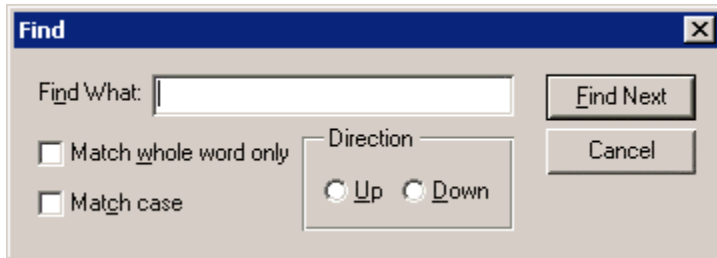 Find
Find What:
Find Next
Match whole word only
Direction
Cancel
Up
Down
Match case